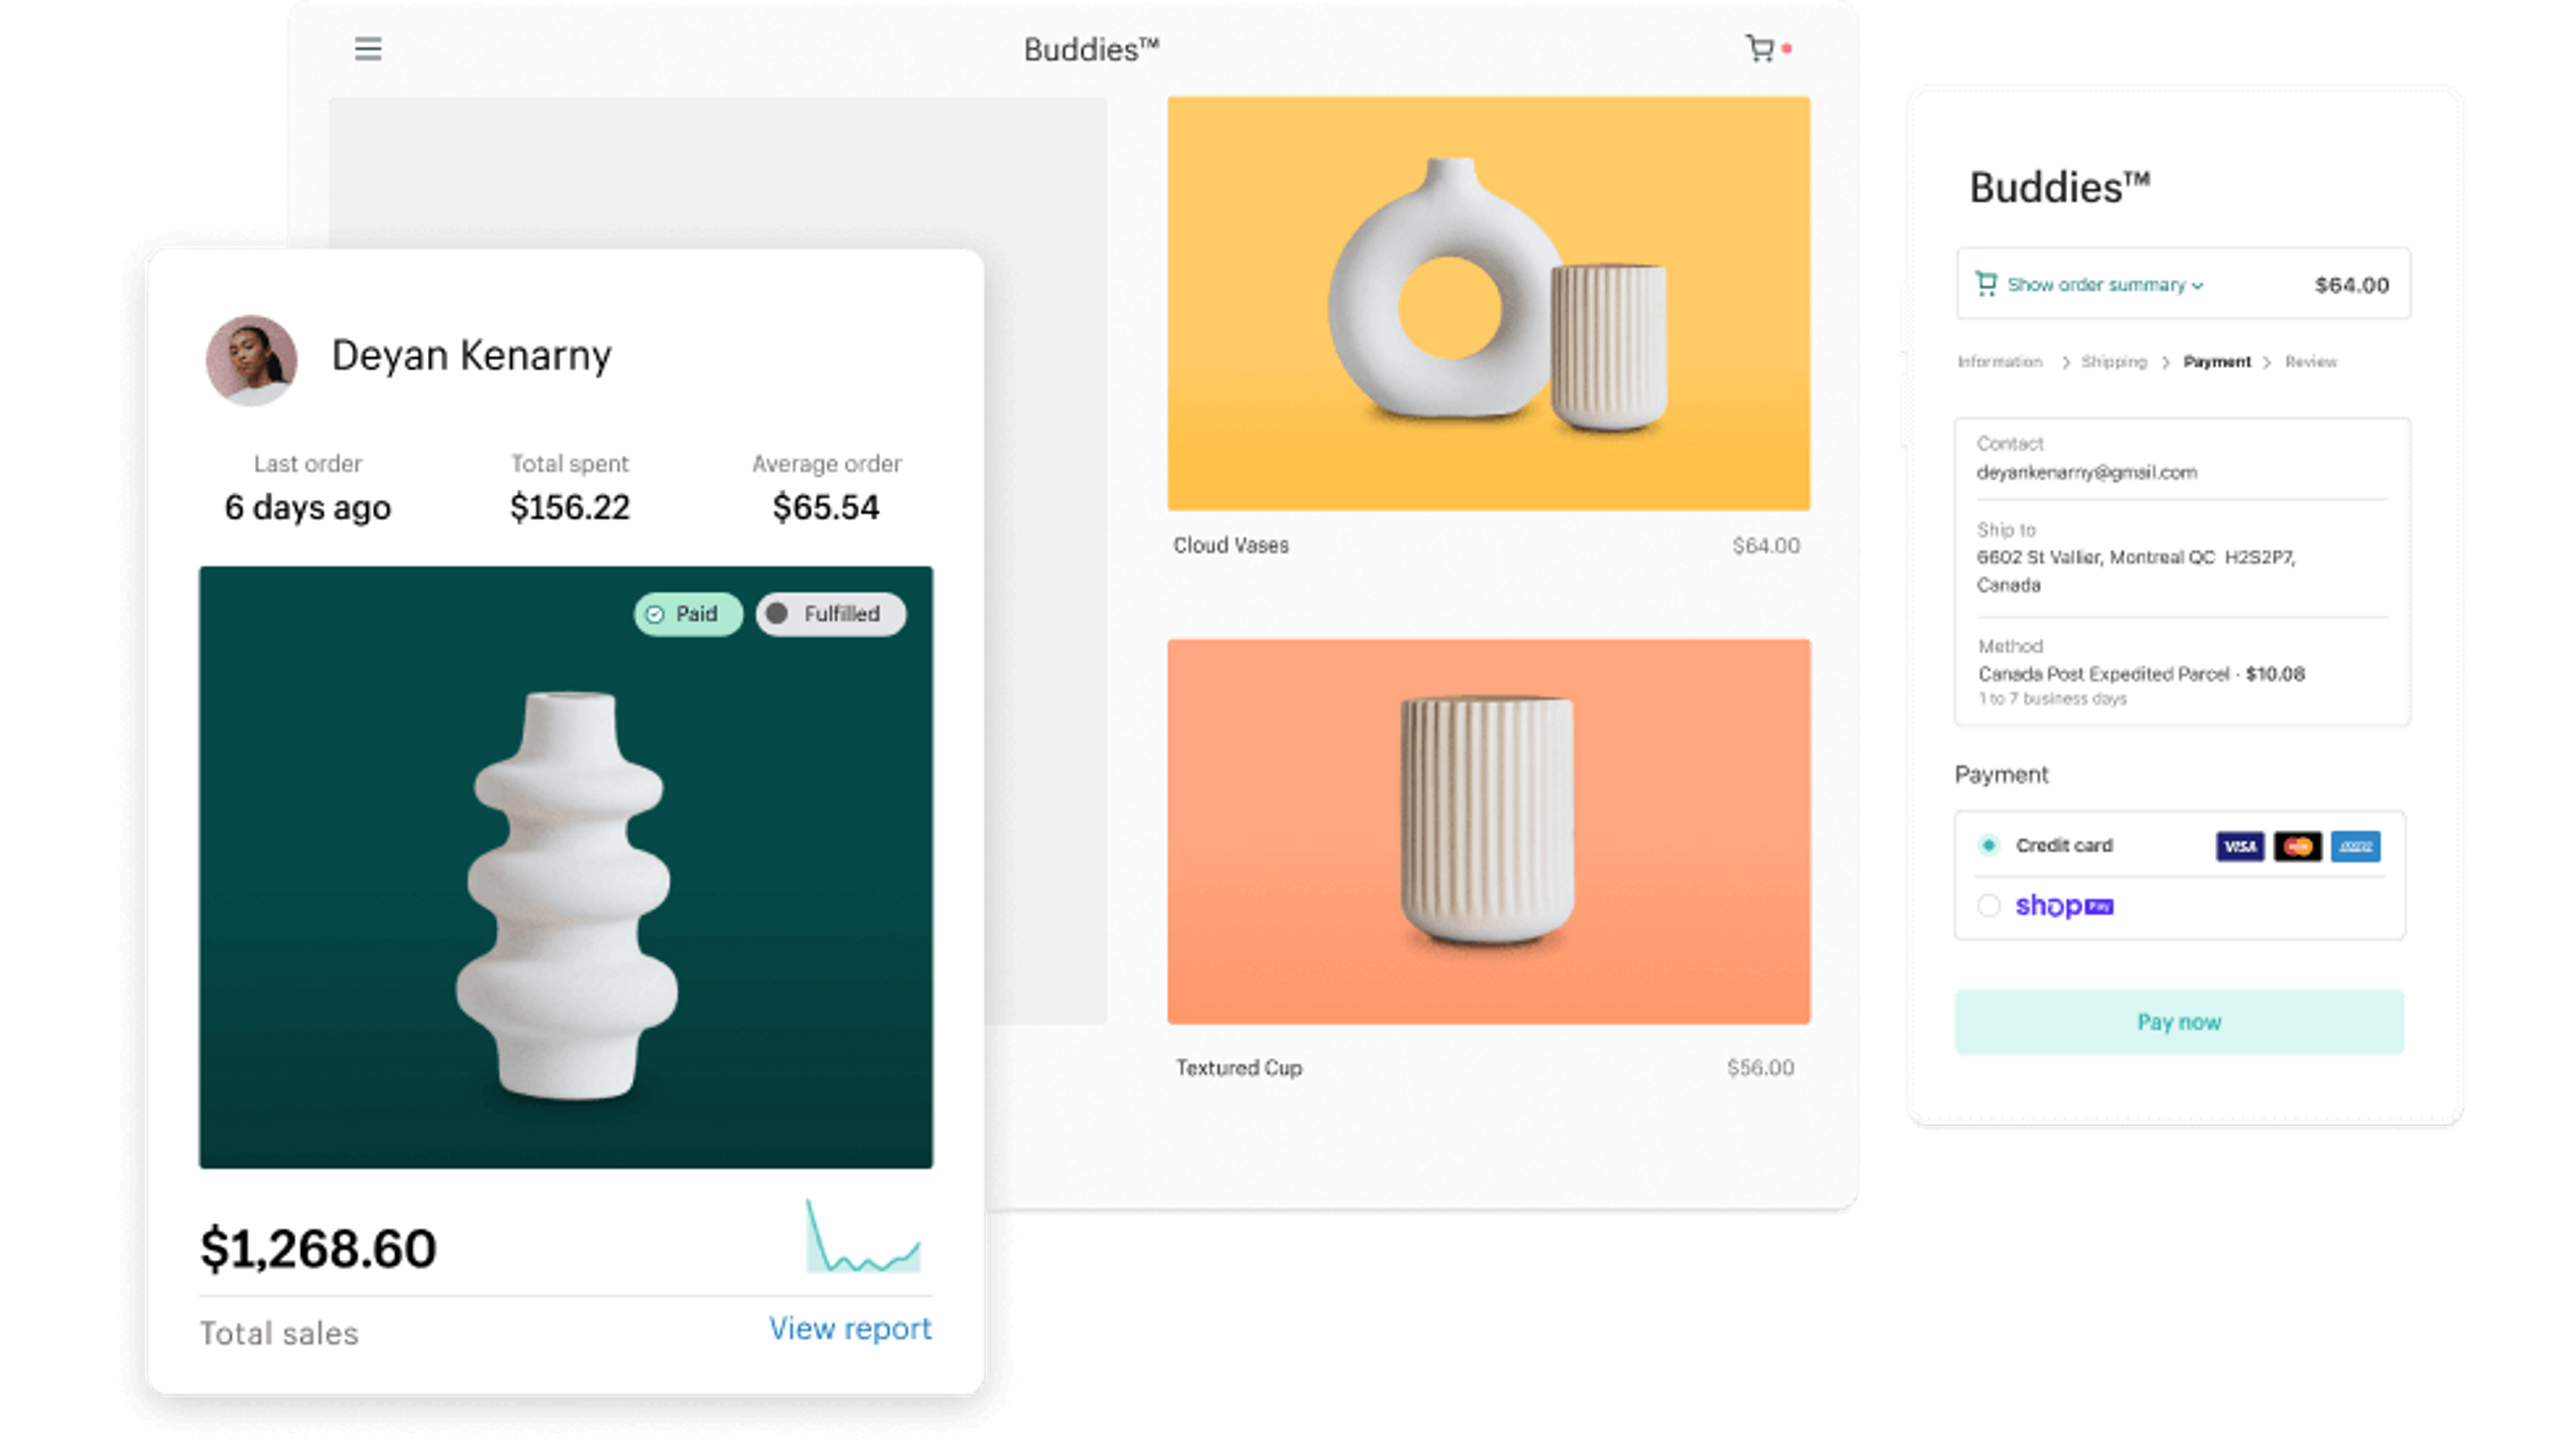 Buddies™
Deyan Kenarny
Last order Total spent Average order
6 days ago $156.22 $65.54
Paid Fulfilled
$1,268.60
Total sales View report
Cloud Vases $64.00
Textured Cup $56.00
Buddies™
Show order summary $64.00
Information > Shipping > Payment > Review
Contact
deyankenarny@gmail.com
Ship to
6602 St Vallier, Montreal QC H2S2P7,
Canada
Method
Canada Post Expedited Parcel · $10.08
1 to 7 business days
Payment
Credit card VISA
shop Pay
Pay now